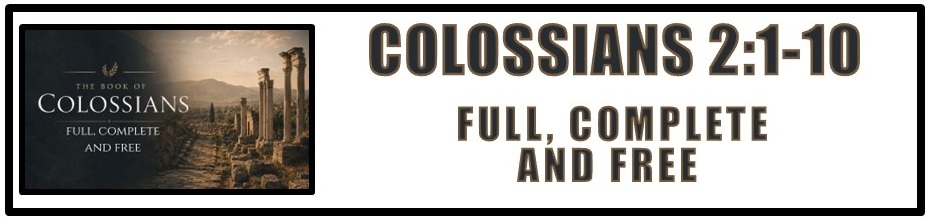 THE BOOK OF
COLOSSIANS
FULL, COMPLETE
AND FREE
COLOSSIANS 2:1-10
FULL, COMPLETE
AND FREE